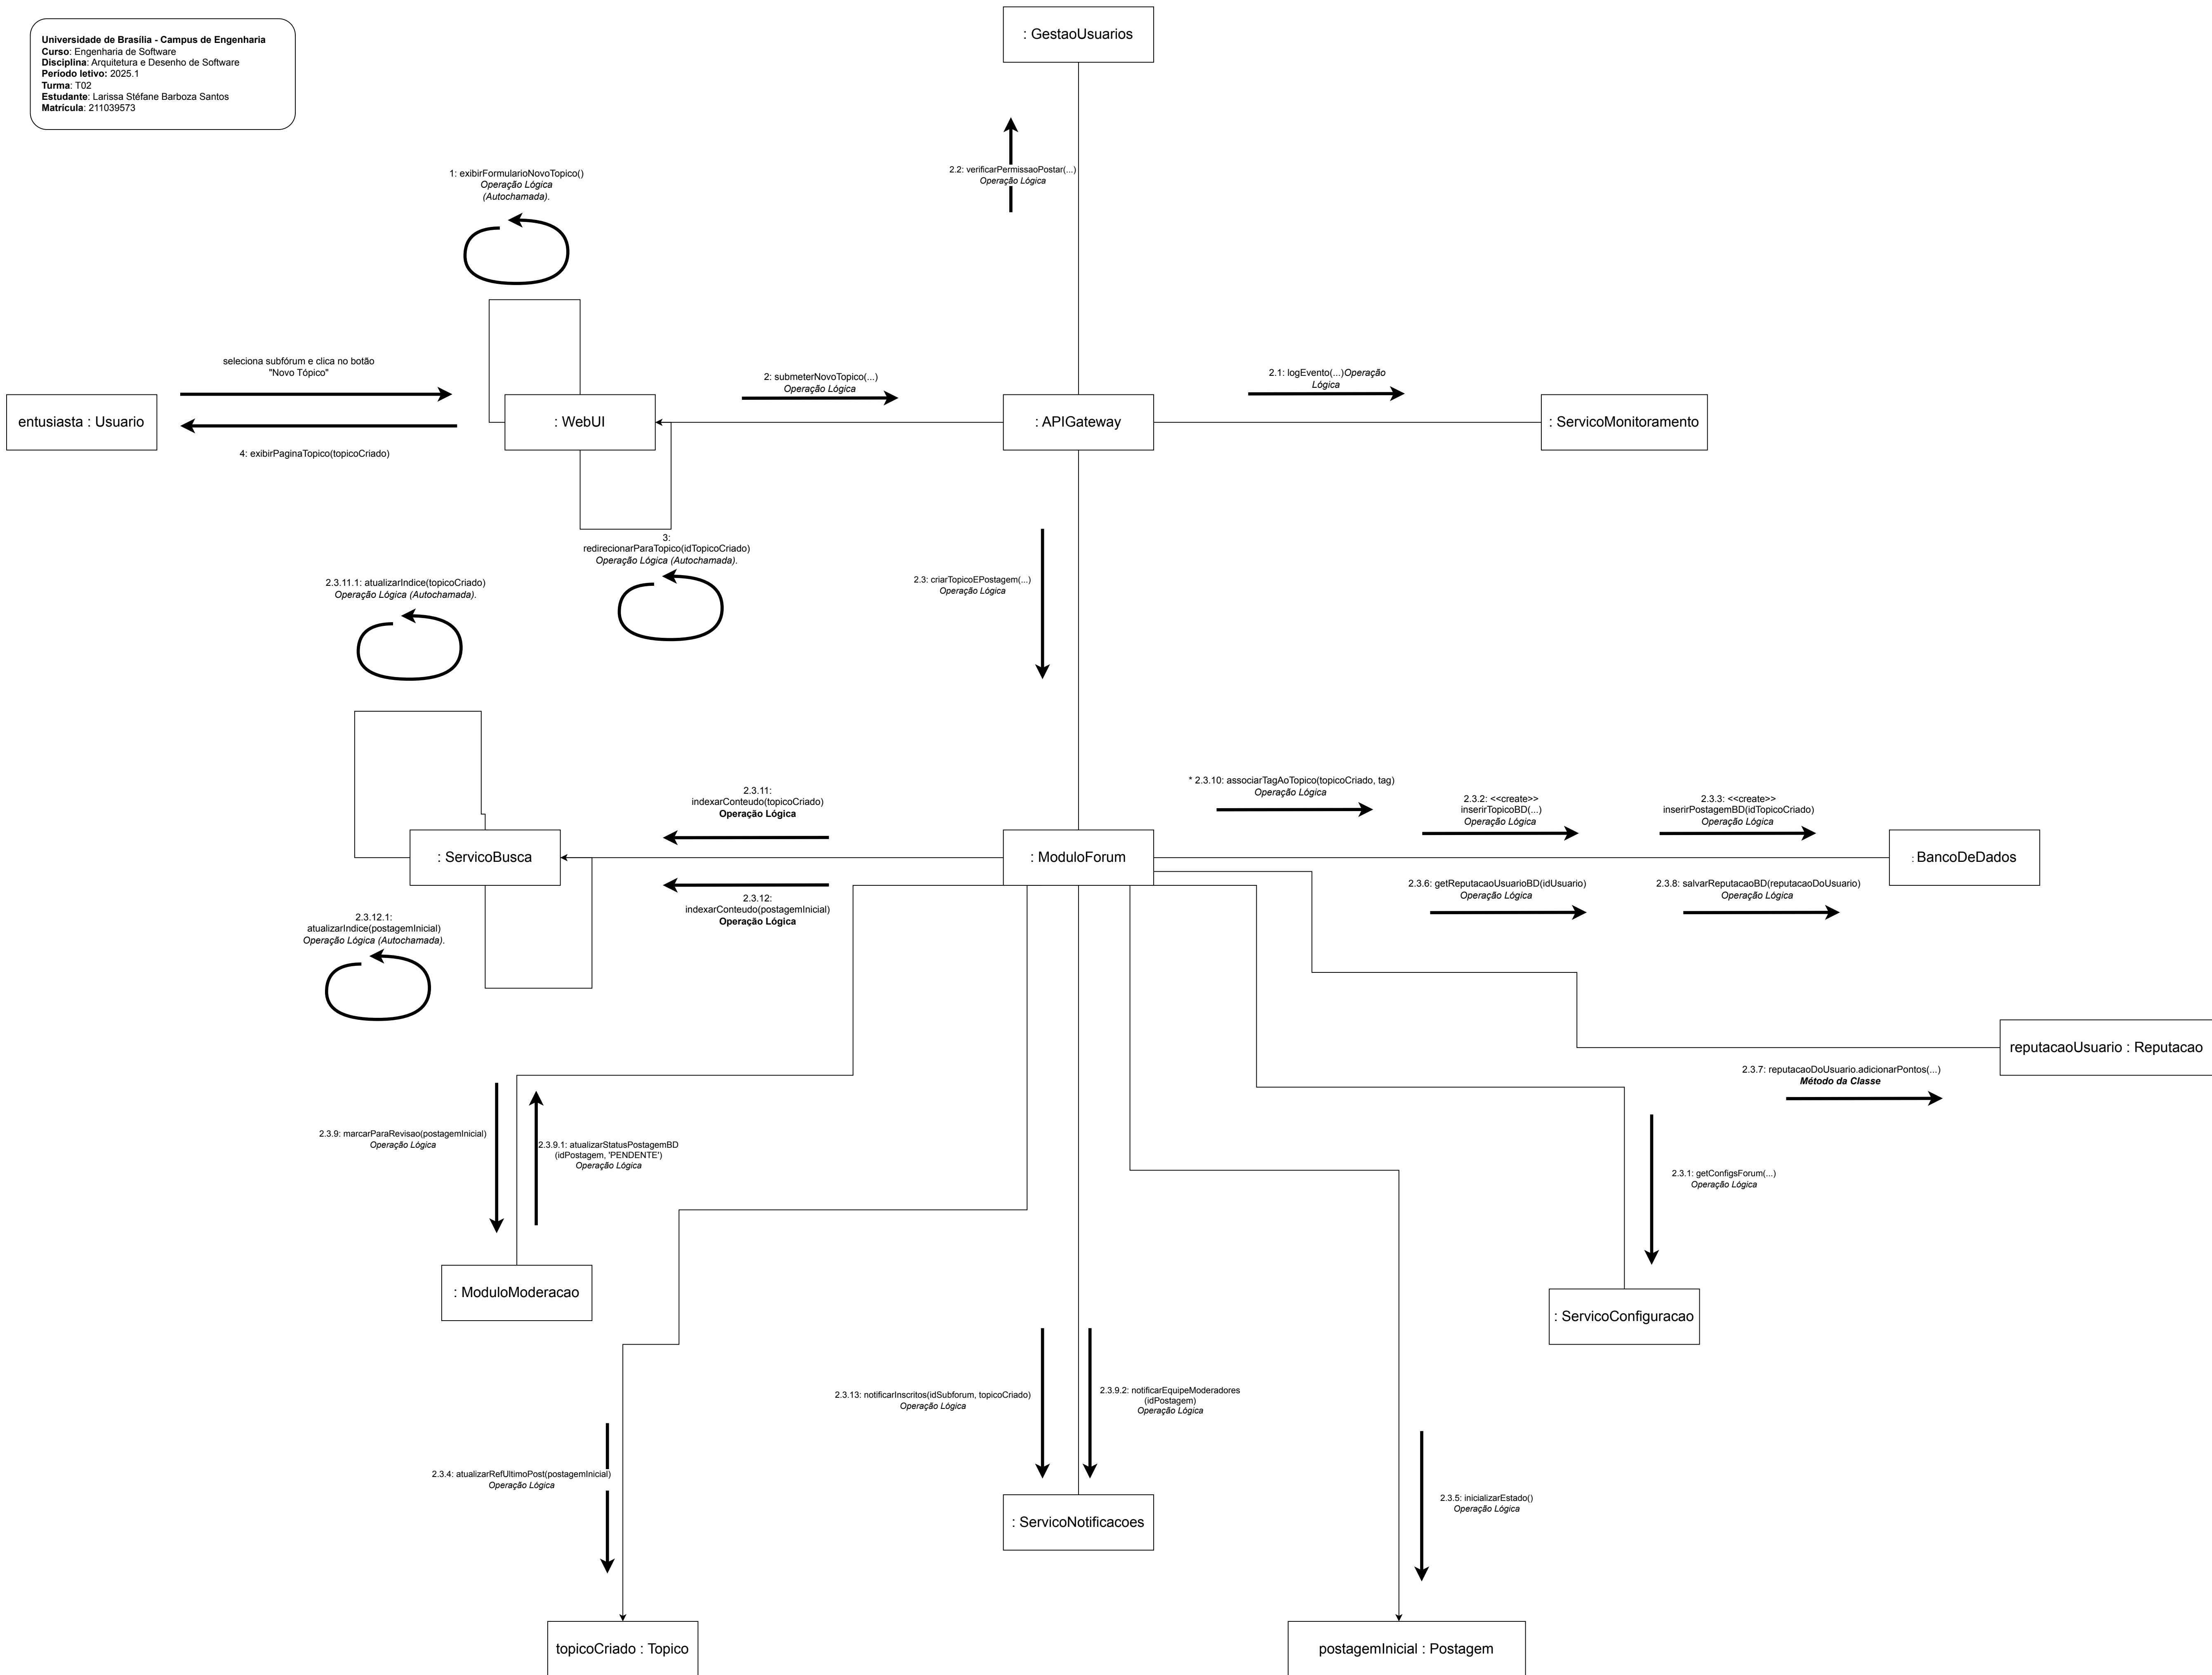 Universidade de Brasília - Campus de Engenharia
Curso: Engenharia de Software
Disciplina: Arquitetura e Desenho de Software
Período letivo: 2025.1
Turma: T02
Estudante: Larissa Stéfane Barboza Santos
Matrícula: 211039573
: GestaoUsuarios
2.2: verificarPermissaoPostar(...)
Operação Lógica
1: exibirFormularioNovoTopico()
Operação Lógica
(Autochamada).
seleciona subfórum e clica no botão
"Novo Tópico"
2: submeterNovoTopico(...)
Operação Lógica
2.1: logEvento(...)Operação
Lógica
entusiasta : Usuario
: WebUI
: APIGateway
: ServicoMonitoramento
4: exibirPaginaTopico(topicoCriado)
3:
redirecionarParaTopico(idTopicoCriado)
Operação Lógica (Autochamada).
2.3.11.1: atualizarIndice(topicoCriado)
Operação Lógica (Autochamada).
2.3: criarTopicoEPostagem(...)
Operação Lógica
2.3.11:
indexarConteudo(topicoCriado)
Operação Lógica
* 2.3.10: associarTagAoTopico(topicoCriado, tag)
Operação Lógica
2.3.2: <<create>>
inserirTopicoBD(...)
Operação Lógica
2.3.3: <<create>>
inserirPostagemBD(idTopicoCriado)
Operação Lógica
: ServicoBusca
: ModuloForum
: BancoDeDados
2.3.12:
indexarConteudo(postagemInicial)
Operação Lógica
2.3.6: getReputacaoUsuarioBD(idUsuario)
Operação Lógica
2.3.8: salvarReputacaoBD(reputacaoDoUsuario)
Operação Lógica
2.3.12.1:
atualizarIndice(postagemInicial)
Operação Lógica (Autochamada).
reputacaoUsuario : Reputacao
2.3.7: reputacaoDoUsuario.adicionarPontos(...)
Método da Classe
2.3.9: marcarParaRevisao(postagemInicial)
Operação Lógica
2.3.9.1: atualizarStatusPostagemBD
(idPostagem, 'PENDENTE')
Operação Lógica
2.3.1: getConfigsForum(...)
Operação Lógica
: ModuloModeracao
: ServicoConfiguracao
2.3.13: notificarInscritos(idSubforum, topicoCriado)
Operação Lógica
2.3.9.2: notificarEquipeModeradores
(idPostagem)
Operação Lógica
2.3.4: atualizarRefUltimoPost(postagemInicial)
Operação Lógica
2.3.5: inicializarEstado()
Operação Lógica
: ServicoNotificacoes
topicoCriado : Topico
postagemInicial : Postagem